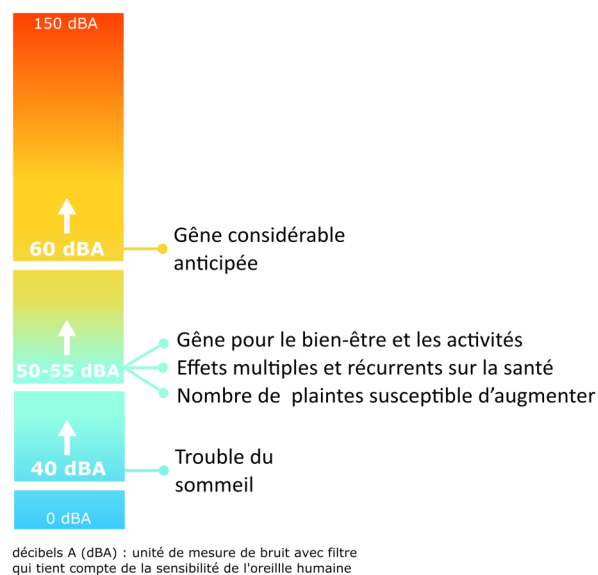 150 dBA
60 dBA
Gêne considérable
anticipée
50-55 dBA
Gêne pour le bien-être et les activités
Effets multiples et récurrents sur la santé
Nombre de plaintes susceptible d'augmenter
40 dBA
Trouble du
sommeil
0 dBA
décibels A (dBA) : unité de mesure de bruit avec filtre
qui tient compte de la sensibilité de l'oreillle humaine